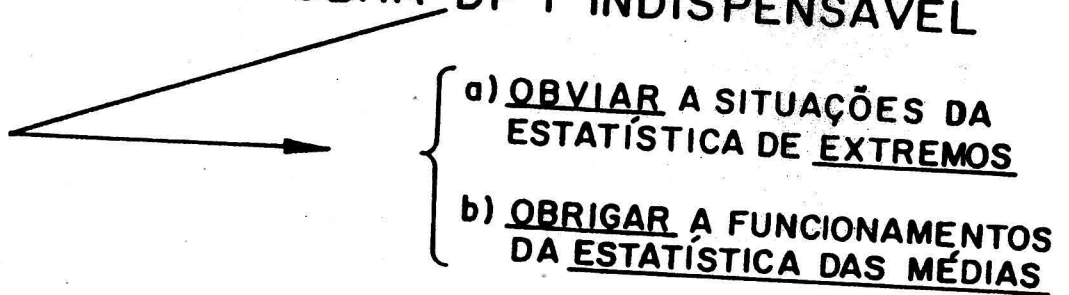 INDISPENSÁVEL
a) OBVIAR A SITUAÇÕES DA
ESTATÍSTICA DE EXTREMOS
b) OBRIGAR A FUNCIONAMENTOS
DA ESTATÍSTICA DAS MÉDIAS